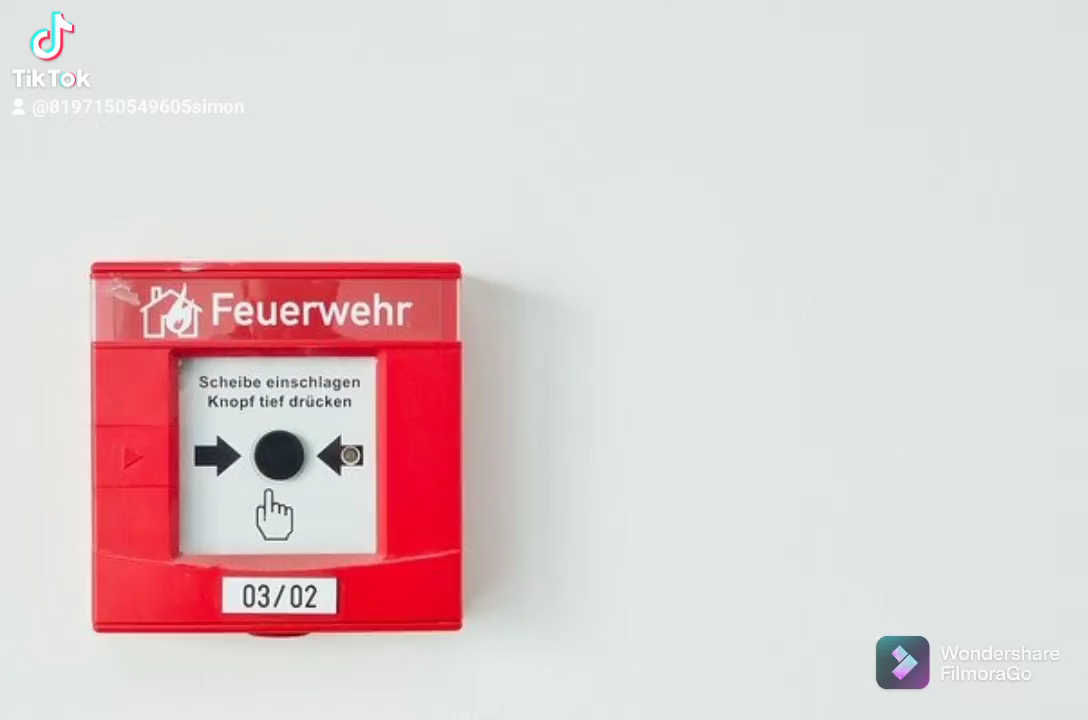 TikTok
@8197150549605simon
Feuerwehr
Scheibe einschlagen
Knopf tief drücken
03/02
Wondershare
FilmoraGo